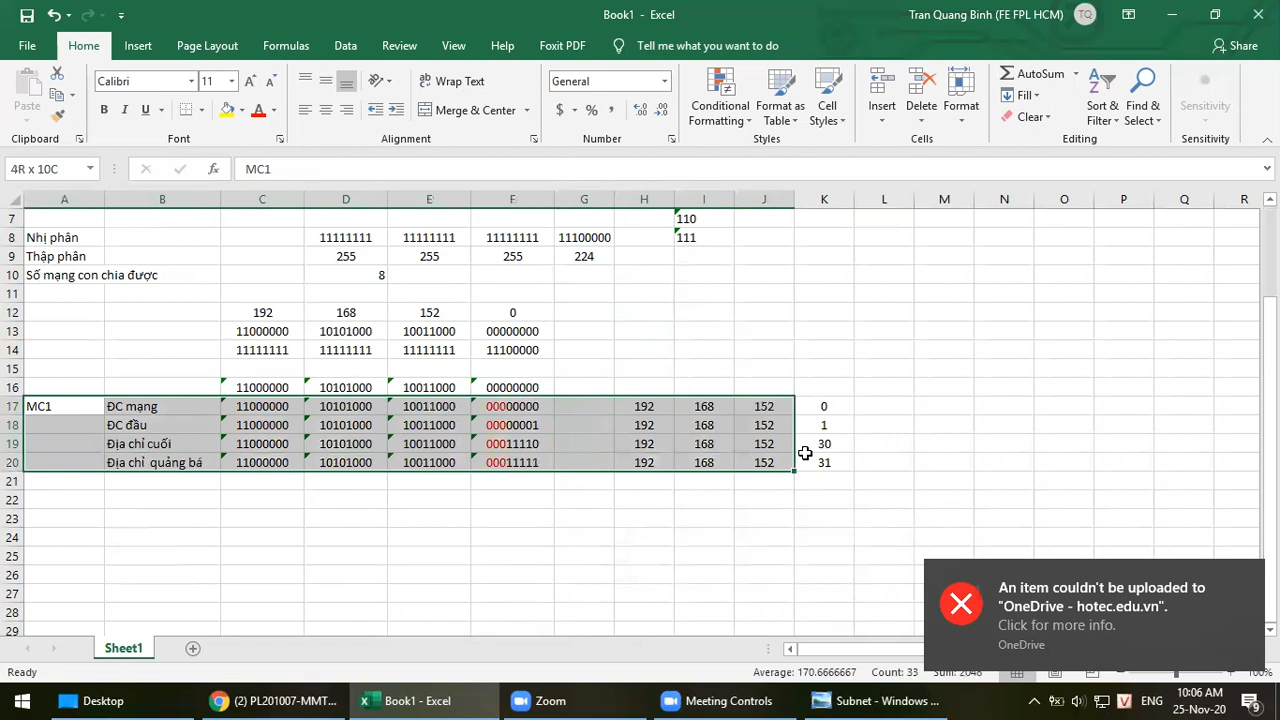 Book1 - Excel
Tran Quang Binh (FE FPL HCM) TQ
File Home Insert Page Layout Formulas Data Review View Help Foxit PDF Tell me what you want to do Share
Paste Calibri 11 A A Wrap Text General Conditional Formatting Format as Table Cell Styles Insert Delete Format AutoSum Sort & Filter Find & Select Sensitivity
B I U A Merge & Center $ % , Fill
Clear
Clipboard Font Alignment Number Styles Cells Editing Sensitivity
4R x 10C fx MC1
A B C D E F G H I J K L M N O P Q R
7 110
8 Nhị phân 11111111 11111111 11111111 11100000 111
9 Thập phân 255 255 255 224
10 Số mạng con chia được 8
11
12 192 168 152 0
13 11000000 10101000 10011000 00000000
14 11111111 11111111 11111111 11100000
15
16 11000000 10101000 10011000 00000000
17 MC1 ĐC mạng 11000000 10101000 10011000 00000000 192 168 152 0
18 ĐC đầu 11000000 10101000 10011000 00000001 192 168 152 1
19 Địa chỉ cuối 11000000 10101000 10011000 00011110 192 168 152 30
20 Địa chỉ quảng bá 11000000 10101000 10011000 00011111 192 168 152 31
21
22
23
24
25
26
27
28
29
An item couldn't be uploaded to
"OneDrive - hotec.edu.vn".
Click for more info.
OneDrive
Sheet1
Ready Average: 170.6666667 Count: 33 Sum: 2048 100%
Desktop (2) PL201007-MMT... Book1 - Excel Zoom Meeting Controls Subnet - Windows ... V ENG 10:06 AM
25-Nov-20 9